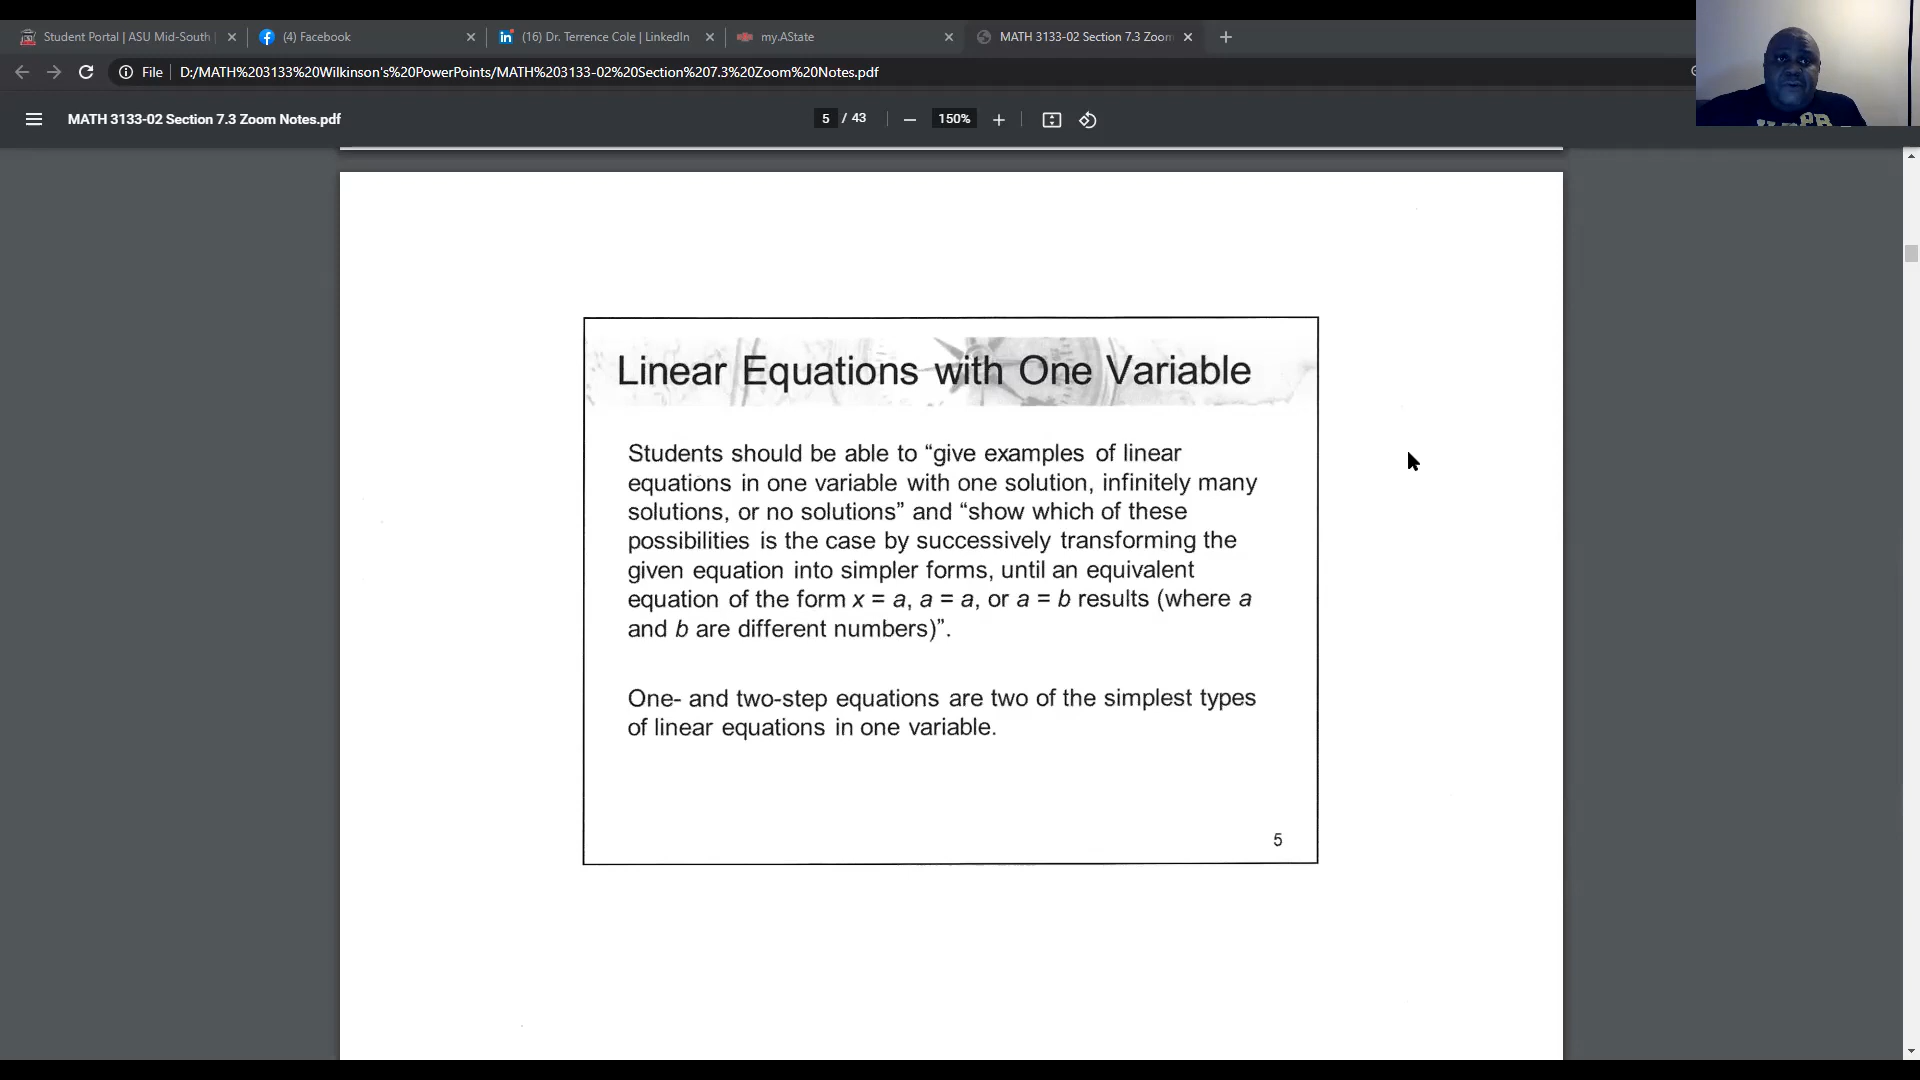 Student Portal | ASU Mid-South
(4) Facebook
(16) Dr. Terrence Cole | LinkedIn
my.AState
MATH 3133-02 Section 7.3 Zoom
File
D:/MATH%203133%20Wilkinson's%20PowerPoints/MATH%203133-02%20Section%207.3%20Zoom%20Notes.pdf
MATH 3133-02 Section 7.3 Zoom Notes.pdf
5 / 43
150%
Linear Equations with One Variable
Students should be able to “give examples of linear
equations in one variable with one solution, infinitely many
solutions, or no solutions” and “show which of these
possibilities is the case by successively transforming the
given equation into simpler forms, until an equivalent
equation of the form x = a, a = a, or a = b results (where a
and b are different numbers)”.
One- and two-step equations are two of the simplest types
of linear equations in one variable.
5